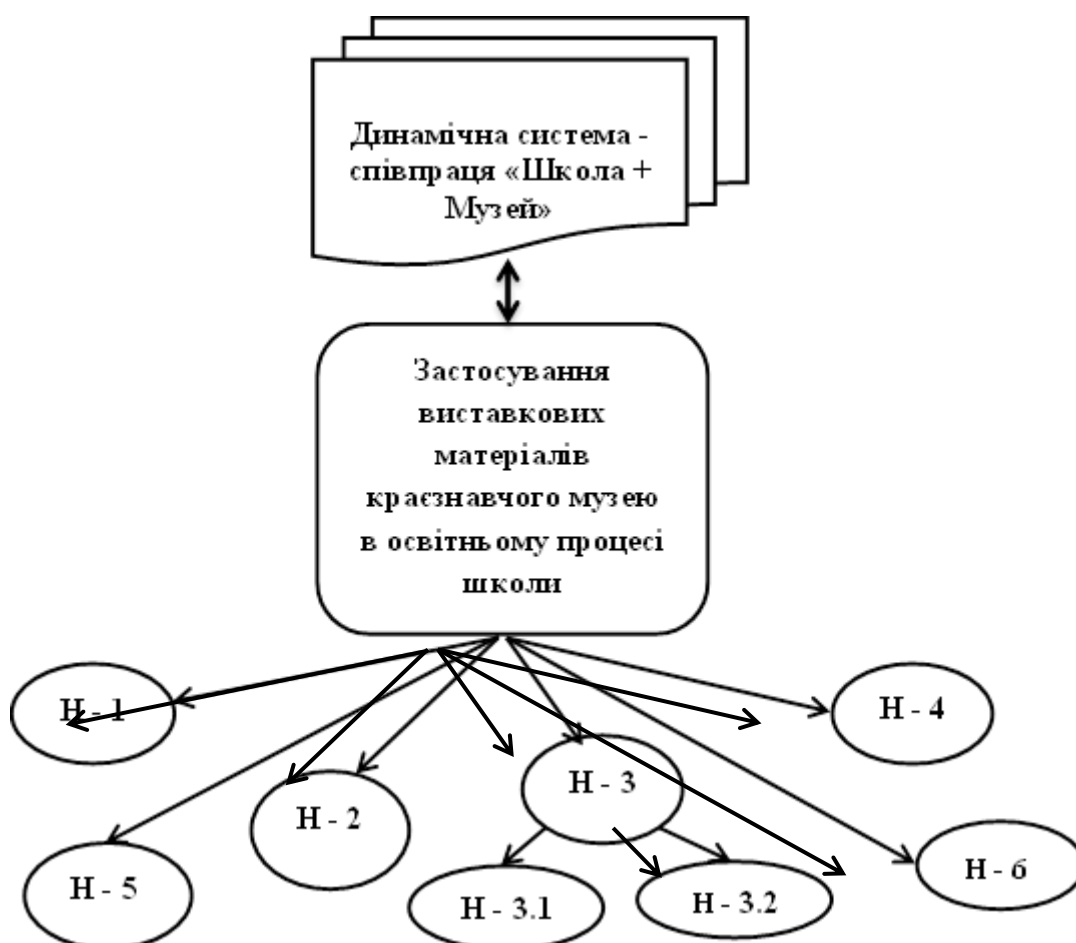 Динамічна система -
співпраця «Школа +
Музей»
Застосування
виставкових
матеріалів
краєзнавчого музею
в освітньому процесі
школи
Н - 1
Н - 4
Н - 3
Н - 2
Н - 5
Н - 6
Н - 3.1
Н - 3.2